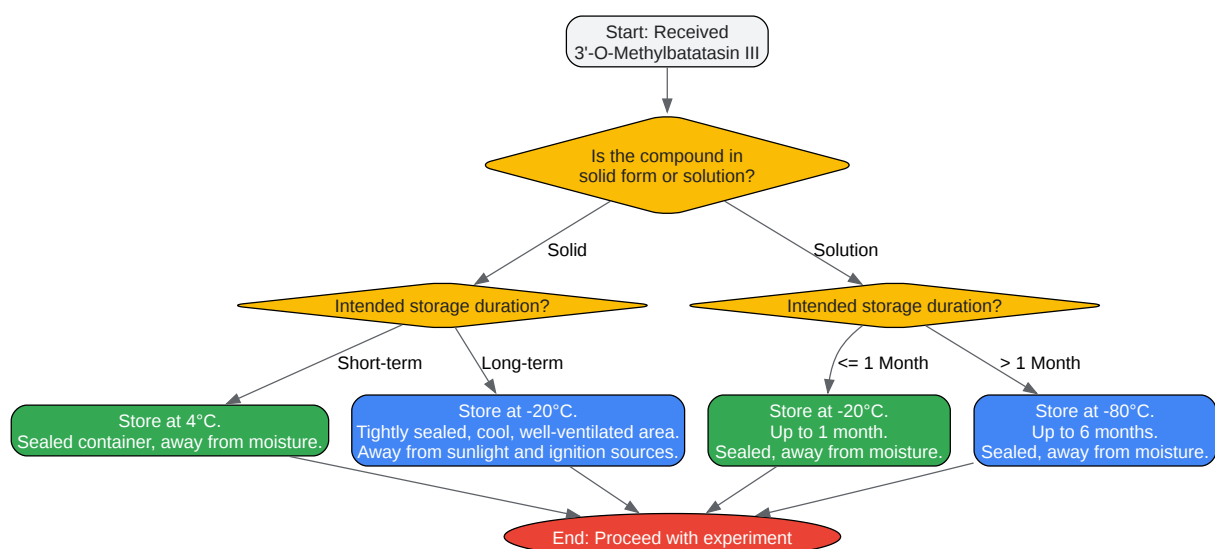 Start: Received
3'-O-Methylbatatasin III
Is the compound in
solid form or solution?
Solid
Solution
Intended storage duration?
Intended storage duration?
Short-term
Long-term
<= 1 Month
> 1 Month
Store at 4°C.
Sealed container, away from moisture.
Store at -20°C.
Tightly sealed, cool, well-ventilated area.
Away from sunlight and ignition sources.
Store at -20°C.
Up to 1 month.
Sealed, away from moisture.
Store at -80°C.
Up to 6 months.
Sealed, away from moisture.
End: Proceed with experiment